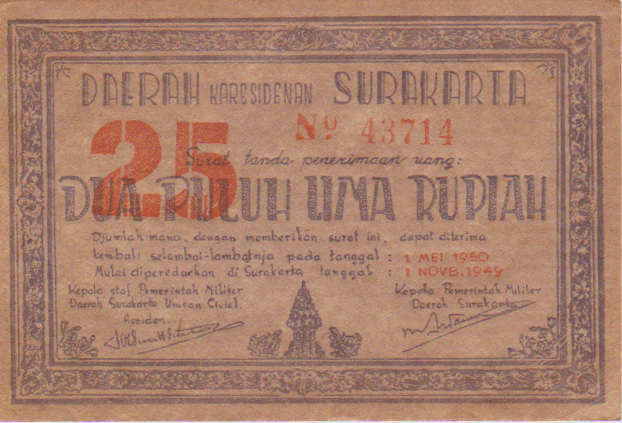 DAERAH KARESIDENAN SURAKARTA
25
Nº 43714
Surat tanda penerimaan uang:
DUA PULUH LIMA RUPIAH
Djumlah mana, dengan memberikan surat ini, dapat diterima
kembali selambat-lambatnja pada tanggal : 1 MEI 1950
Mulai diperedarkan di Surakarta tanggal : 1 NOVB. 1949
Kepala staf Pemerintah Militer
Daerah Surakarta Urusan Civiel.
Residen.
Kepala Pemerintah Militer
Daerah Surakarta